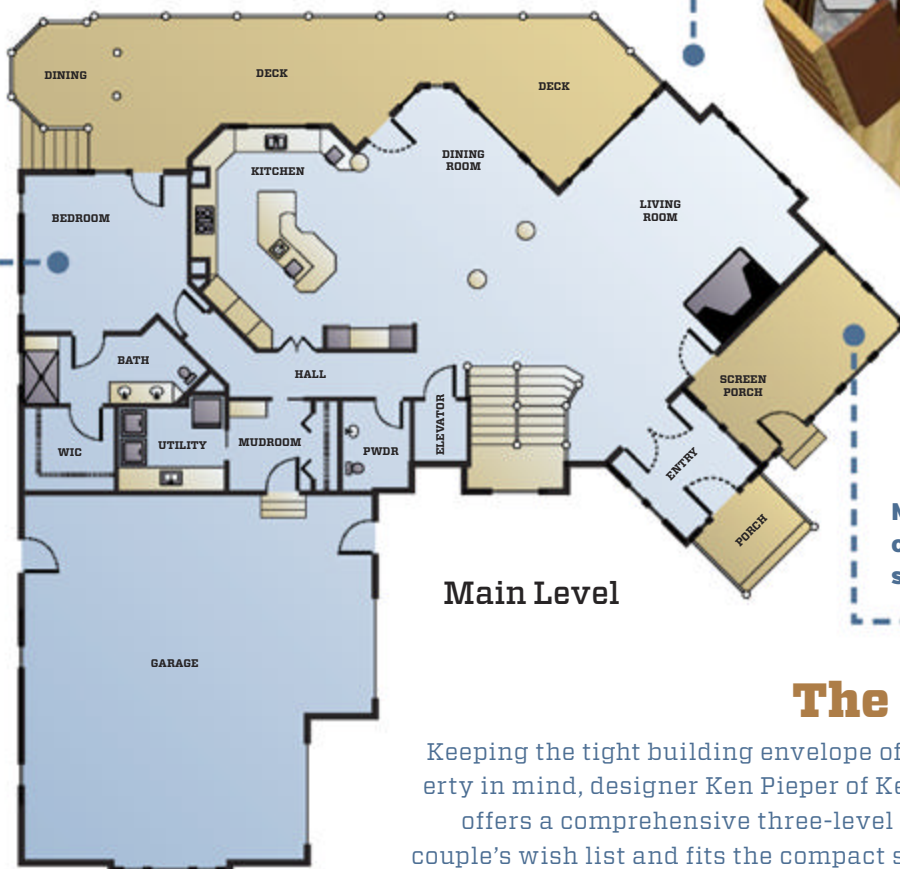 DINING
DECK
DECK
KITCHEN
DINING
ROOM
BEDROOM
LIVING
ROOM
BATH
HALL
SCREEN
PORCH
WIC
UTILITY
MUDROOM
PWDR
ELEVATOR
ENTRY
PORCH
Main Level
GARAGE
The
Keeping the tight building envelope of
erty in mind, designer Ken Pieper of Ke
offers a comprehensive three-level
couple's wish list and fits the compact s